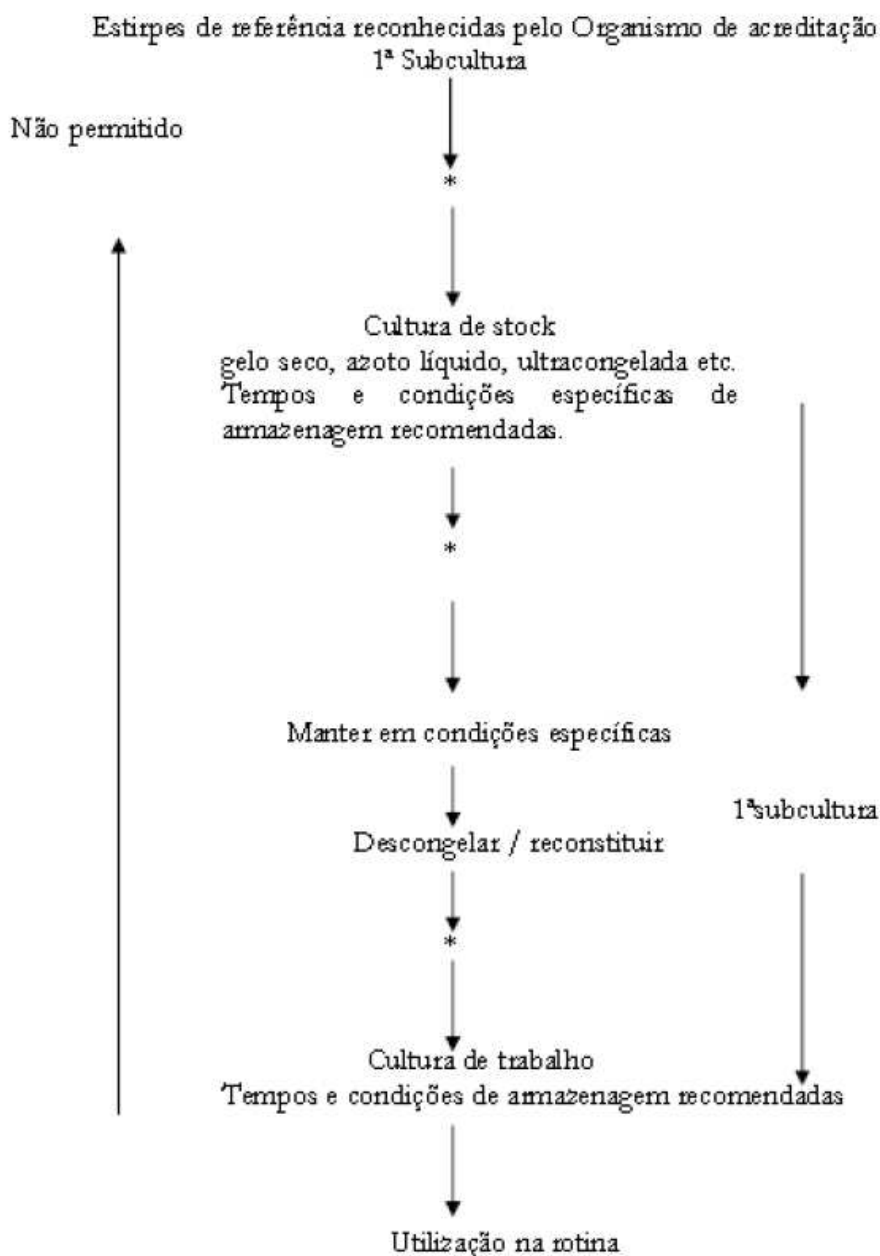 Estirpes de referência reconhecidas pelo Organismo de acreditação
1ª Subcultura
Não permitido
*
Cultura de stock
gelo seco, azoto líquido, ultracongelada etc.
Tempos e condições específicas de
armazenagem recomendadas.
*
Manter em condições específicas
1ªsubcultura
Descongelar / reconstituir
*
Cultura de trabalho
Tempos e condições de armazenagem recomendadas
Utilização na rotina